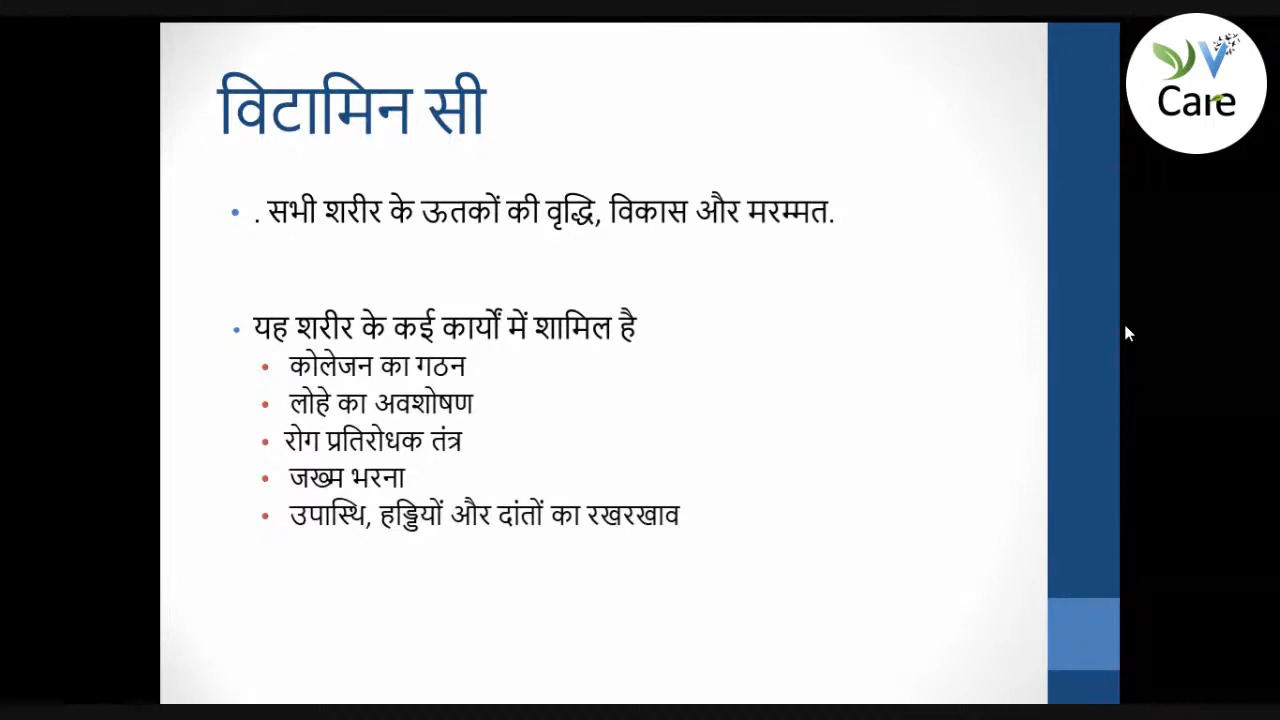 विटामिन सी
Care
• . सभी शरीर के ऊतकों की वृद्धि, विकास और मरम्मत.
• यह शरीर के कई कार्यों में शामिल है
• कोलेजन का गठन
• लोहे का अवशोषण
• रोग प्रतिरोधक तंत्र
• जख्म भरना
• उपास्थि, हड्डियों और दांतों का रखरखाव